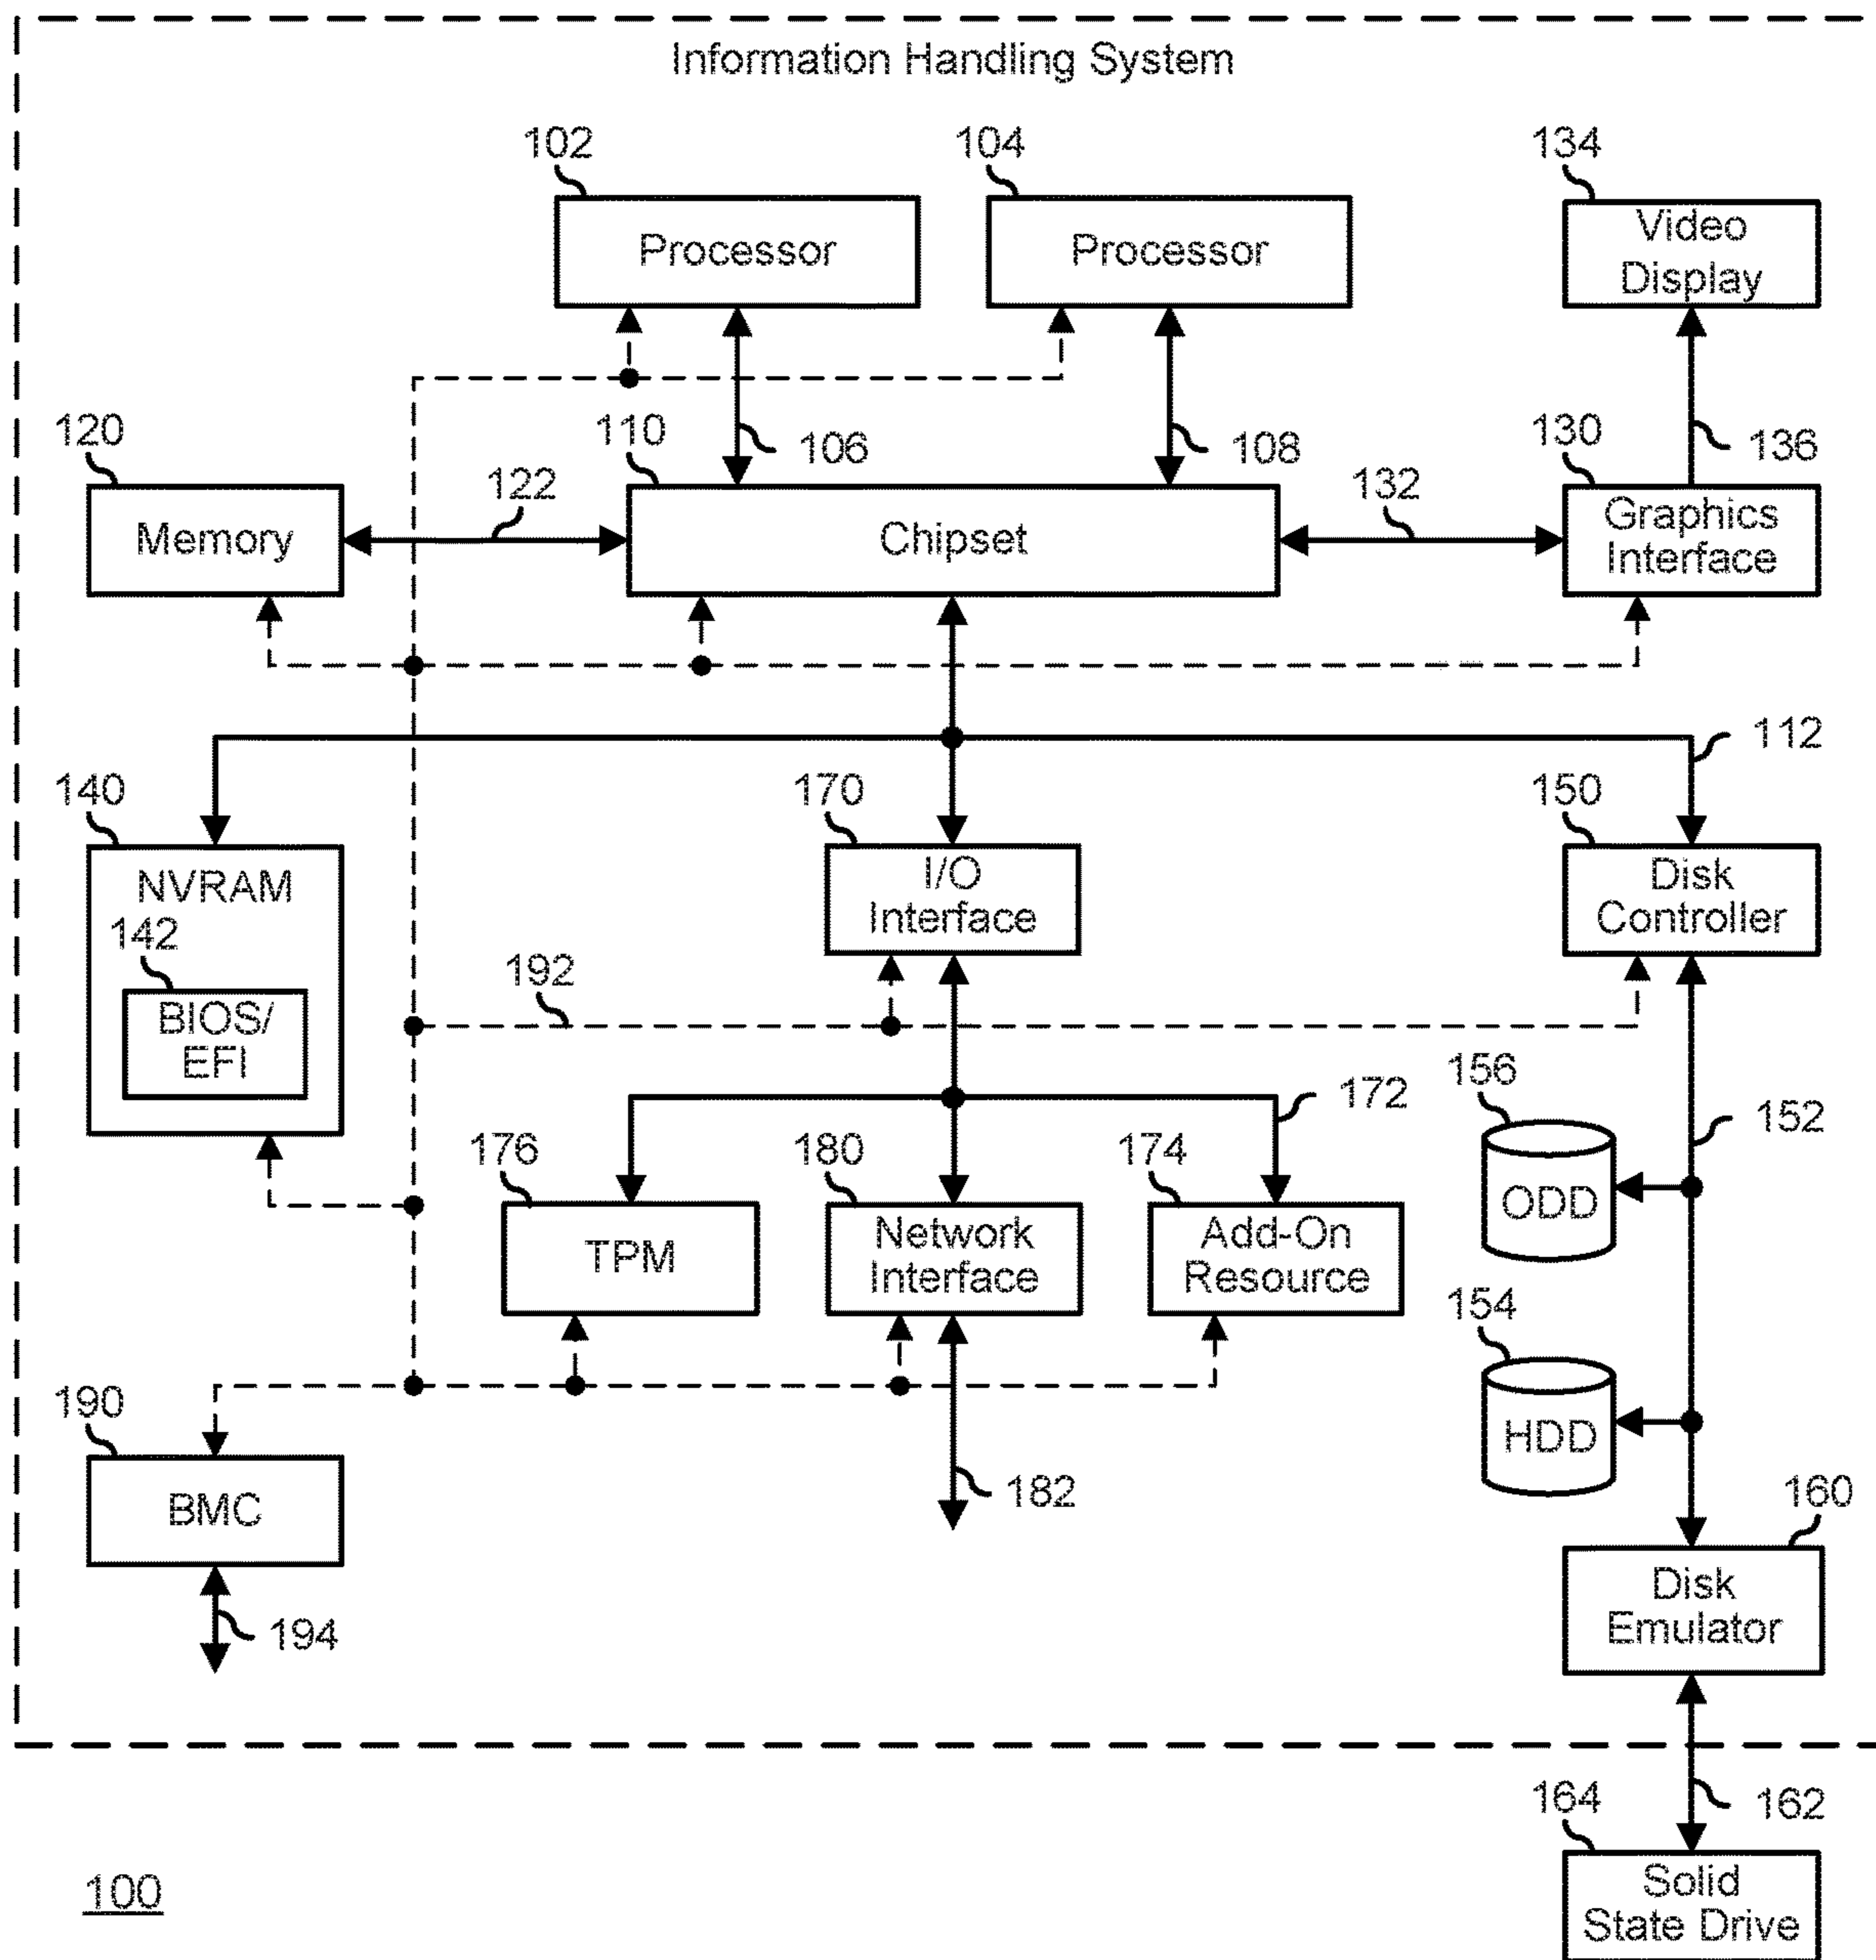 Information Handling System
102
104
134
Processor
Processor
Video
Display
120
110
106
108
130
136
122
132
Memory
Chipset
Graphics
Interface
112
140
170
150
NVRAM
I/O
Interface
Disk
Controller
142
192
BIOS/
EFI
156
172
152
176
180
174
ODD
TPM
Network
Interface
Add-On
Resource
154
190
HDD
182
160
BMC
Disk
Emulator
194
164
162
100
Solid
State Drive